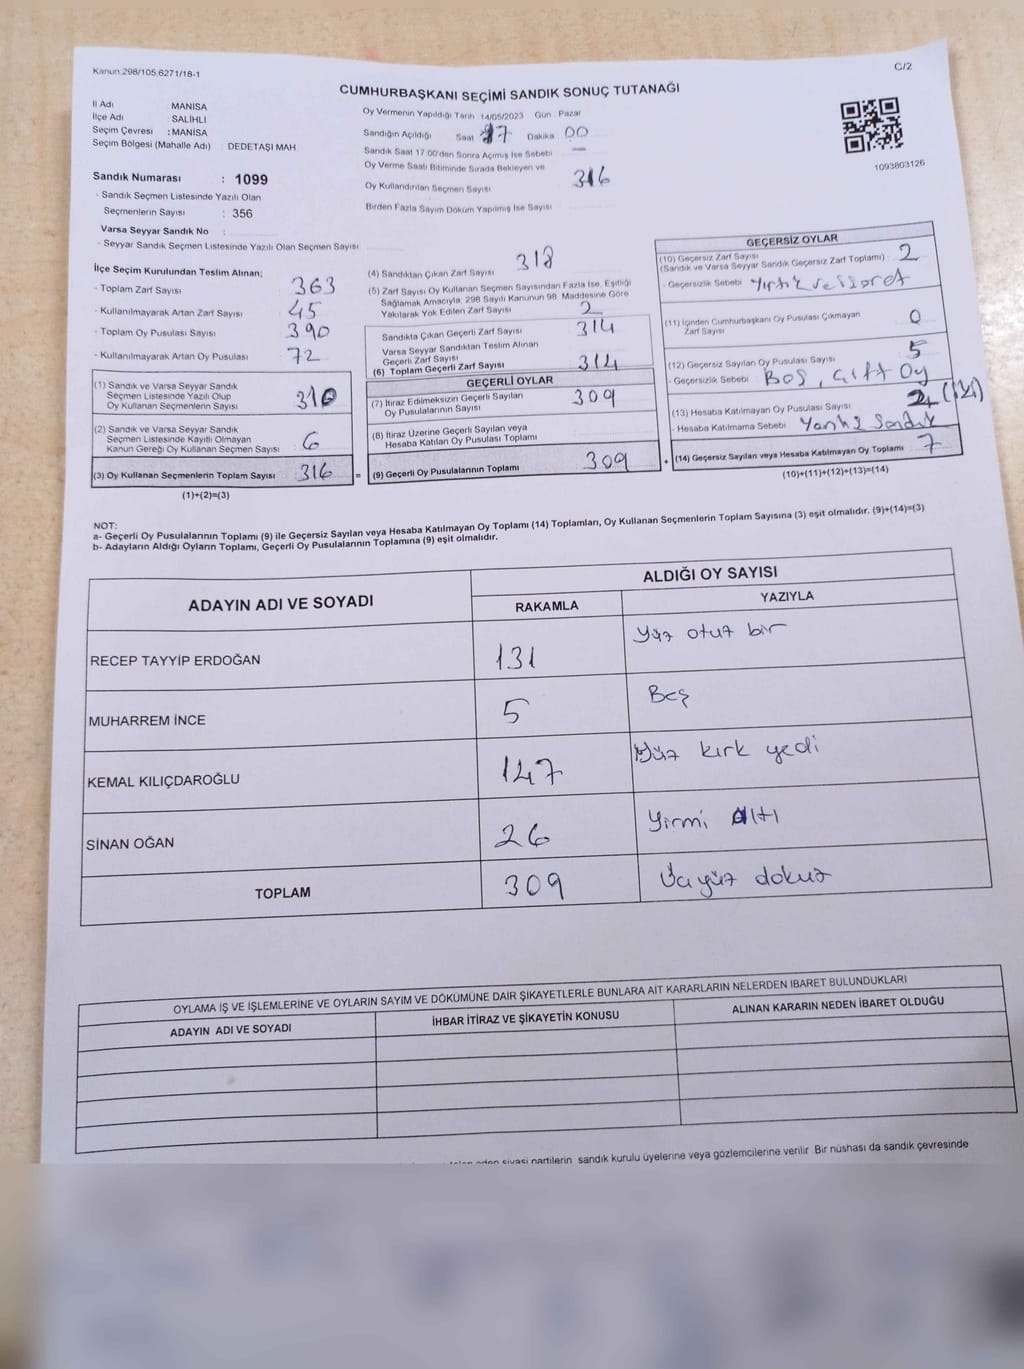 Kanun 298/105,6271/18-1
C/2
CUMHURBAŞKANI SEÇİMİ SANDIK SONUÇ TUTANAĞI
İl Adı : MANİSA
İlçe Adı : SALİHLİ
Seçim Çevresi : MANİSA
Seçim Bölgesi (Mahalle Adı) : DEDETAŞI MAH
Sandık Numarası : 1099
- Sandık Seçmen Listesinde Yazılı Olan
Seçmenlerin Sayısı : 356
Varsa Seyyar Sandık No :
- Seyyar Sandık Seçmen Listesinde Yazılı Olan Seçmen Sayısı
Oy Vermenin Yapıldığı Tarih 14/05/2023 Gün : Pazar
Sandığın Açıldığı Saat 17 Dakika 00
Sandık Saat 17.00'den Sonra Açmış İse Sebebi —
Oy Verme Saati Bitiminde Sırada Bekleyen ve
Oy Kullandırılan Seçmen Sayısı 316
Birden Fazla Sayım Döküm Yapılmış İse Sayısı
1093803126
İlçe Seçim Kurulundan Teslim Alınan;
- Toplam Zarf Sayısı 363
- Kullanılmayarak Artan Zarf Sayısı 45
- Toplam Oy Pusulası Sayısı 390
- Kullanılmayarak Artan Oy Pusulası 72
(1) Sandık ve Varsa Seyyar Sandık
Seçmen Listesinde Yazılı Olup
Oy Kullanan Seçmenlerin Sayısı 310
(2) Sandık ve Varsa Seyyar Sandık
Seçmen Listesinde Kayıtlı Olmayan
Kanun Gereği Oy Kullanan Seçmen Sayısı 6
(3) Oy Kullanan Seçmenlerin Toplam Sayısı 316 =
(1)+(2)=(3)
(4) Sandıktan Çıkan Zarf Sayısı 318
(5) Zarf Sayısı Oy Kullanan Seçmen Sayısından Fazla İse, Eşitliği
Sağlamak Amacıyla, 298 Sayılı Kanunun 98. Maddesine Göre
Yakılarak Yok Edilen Zarf Sayısı 2
Sandıkta Çıkan Geçerli Zarf Sayısı 314
Varsa Seyyar Sandıktan Teslim Alınan
Geçerli Zarf Sayısı
(6) Toplam Geçerli Zarf Sayısı 314
GEÇERLİ OYLAR
(7) İtiraz Edilmeksizin Geçerli Sayılan
Oy Pusulalarının Sayısı 309
(8) İtiraz Üzerine Geçerli Sayılan veya
Hesaba Katılan Oy Pusulası Toplamı
(9) Geçerli Oy Pusulalarının Toplamı 309 +
GEÇERSİZ OYLAR
(10) Geçersiz Zarf Sayısı
(Sandık ve Varsa Seyyar Sandık Geçersiz Zarf Toplamı) : 2
- Geçersizlik Sebebi Yırtık ve İşaret
(11) İçinden Cumhurbaşkanı Oy Pusulası Çıkmayan
Zarf Sayısı 0
(12) Geçersiz Sayılan Oy Pusulası Sayısı 5
- Geçersizlik Sebebi Boş, Çift Oy
(13) Hesaba Katılmayan Oy Pusulası Sayısı (iki)
- Hesaba Katılmama Sebebi Yanlış Sandık
(14) Geçersiz Sayılan veya Hesaba Katılmayan Oy Toplamı 7
(10)+(11)+(12)+(13)=(14)
NOT:
a- Geçerli Oy Pusulalarının Toplamı (9) ile Geçersiz Sayılan veya Hesaba Katılmayan Oy Toplamı (14) Toplamları, Oy Kullanan Seçmenlerin Toplam Sayısına (3) eşit olmalıdır. (9)+(14)=(3)
b- Adayların Aldığı Oyların Toplamı, Geçerli Oy Pusulalarının Toplamına (9) eşit olmalıdır.
ADAYIN ADI VE SOYADI
ALDIĞI OY SAYISI
RAKAMLA YAZIYLA
RECEP TAYYİP ERDOĞAN 131 Yüz otuz bir
MUHARREM İNCE 5 Beş
KEMAL KILIÇDAROĞLU 147 Yüz kırk yedi
SİNAN OĞAN 26 Yirmi Altı
TOPLAM 309 Üçyüz dokuz
OYLAMA İŞ VE İŞLEMLERİNE VE OYLARIN SAYIM VE DÖKÜMÜNE DAİR ŞİKAYETLERLE BUNLARA AİT KARARLARIN NELERDEN İBARET BULUNDUKLARI
ADAYIN ADI VE SOYADI İHBAR İTİRAZ VE ŞİKAYETİN KONUSU ALINAN KARARIN NEDEN İBARET OLDUĞU
siyasi partilerin sandık kurulu üyelerine veya gözlemcilerine verilir. Bir nüshası da sandık çevresinde